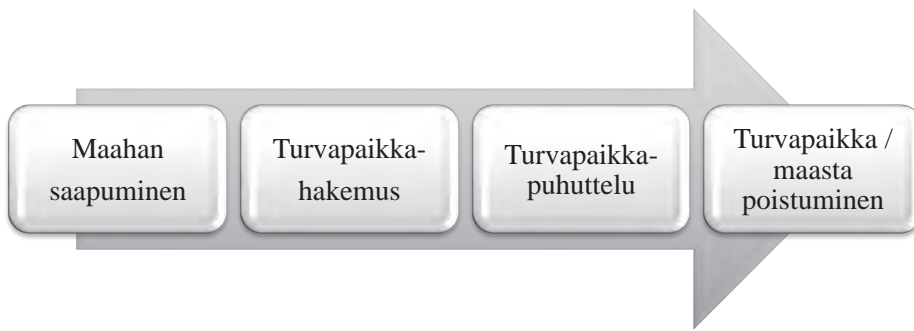 Maahan
saapuminen
Turvapaikka-
hakemus
Turvapaikka-
puhuttelu
Turvapaikka /
maasta
poistuminen